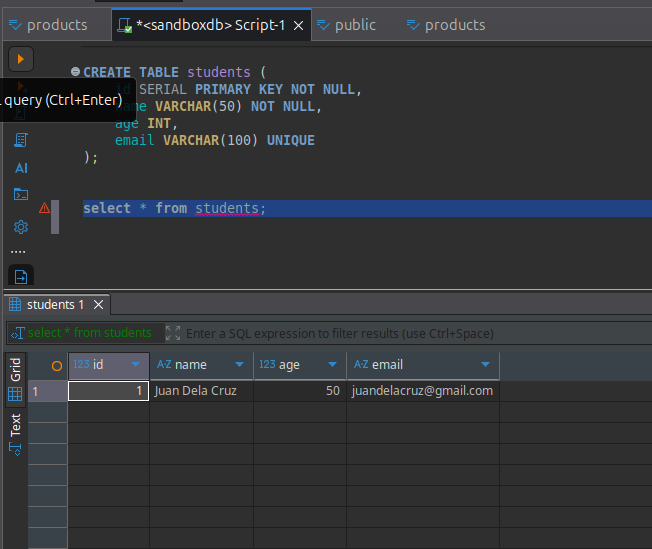 products
*<sandboxdb> Script-1
public
products
CREATE TABLE students (
id SERIAL PRIMARY KEY NOT NULL,
query (Ctrl+Enter)
name VARCHAR(50) NOT NULL,
age INT,
email VARCHAR(100) UNIQUE
);
AI
select * from students;
students 1
select * from students
Enter a SQL expression to filter results (use Ctrl+Space)
Grid
Text
123 id
A-Z name
123 age
A-Z email
1 1 Juan Dela Cruz 50 juandelacruz@gmail.com